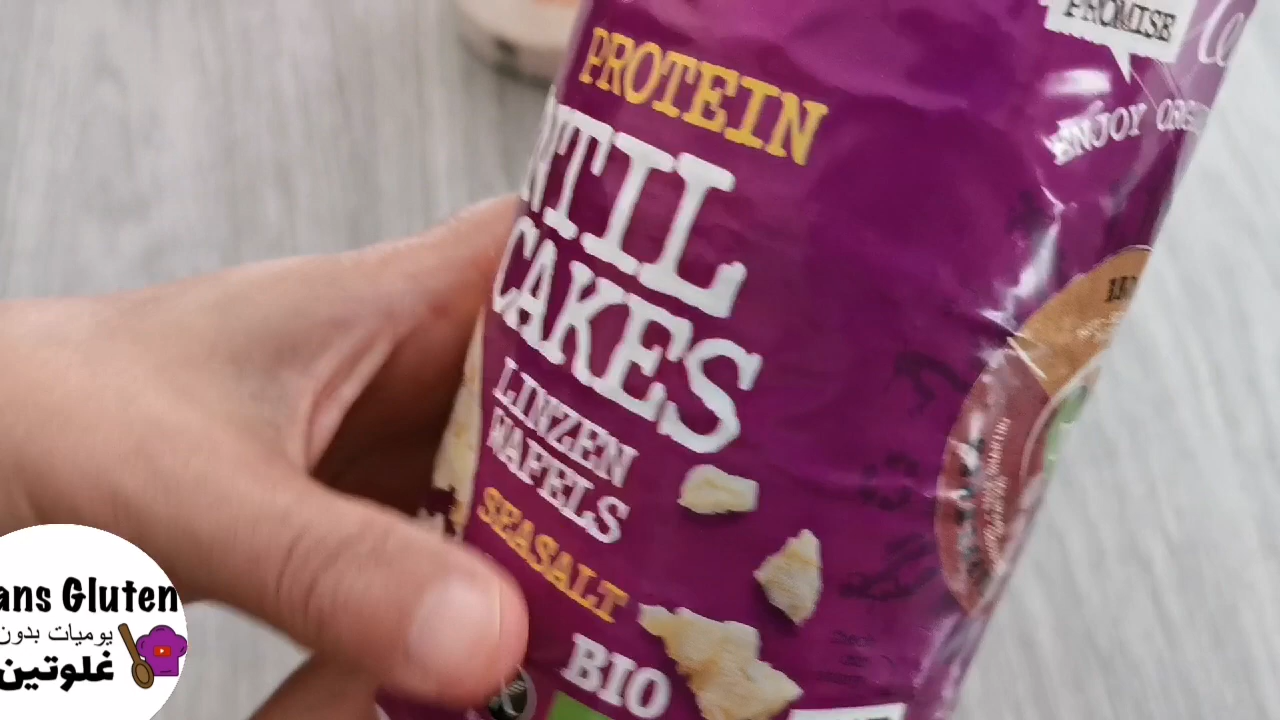 PROMISE
ENJOY
PROTEIN
NTIL
CAKES
LINZEN
WAFELS
SEASALT
BIO
ans Gluten
يوميات بدون
غلوتين